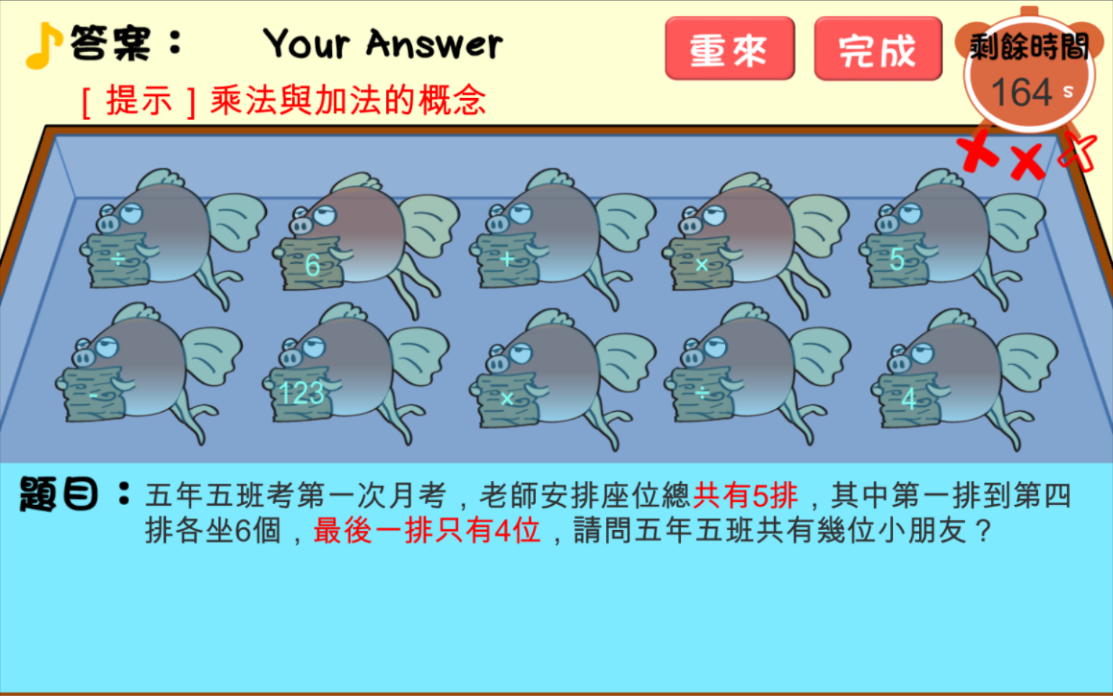 答案： Your Answer
重來
完成
剩餘時間
164 s
[ 提示 ] 乘法與加法的概念
÷
6
+
×
5
-
123
×
÷
4
題目：五年五班考第一次月考，老師安排座位總共有5排，其中第一排到第四
排各坐6個，最後一排只有4位，請問五年五班共有幾位小朋友？